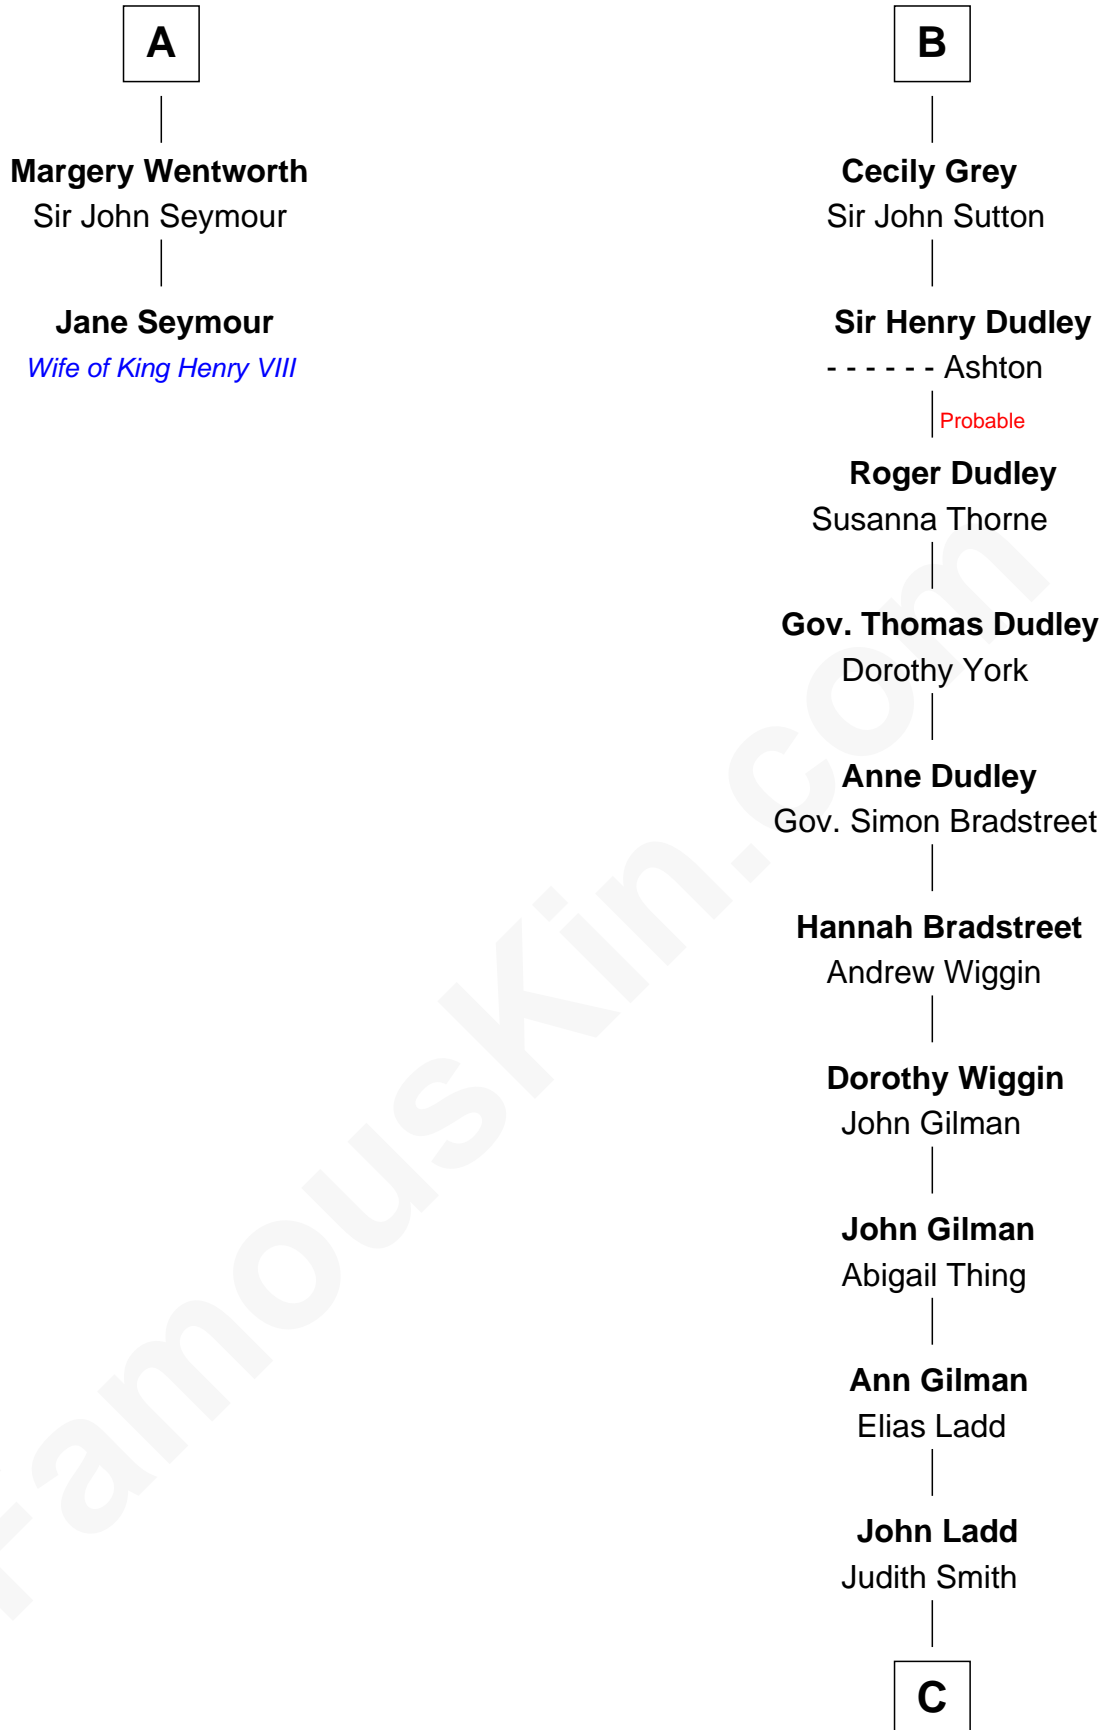 A
Margery Wentworth
Sir John Seymour
Jane Seymour
Wife of King Henry VIII
B
Cecily Grey
Sir John Sutton
Sir Henry Dudley
- - - - - - Ashton
Probable
Roger Dudley
Susanna Thorne
Gov. Thomas Dudley
Dorothy York
Anne Dudley
Gov. Simon Bradstreet
Hannah Bradstreet
Andrew Wiggin
Dorothy Wiggin
John Gilman
John Gilman
Abigail Thing
Ann Gilman
Elias Ladd
John Ladd
Judith Smith
C
FamousKin.com